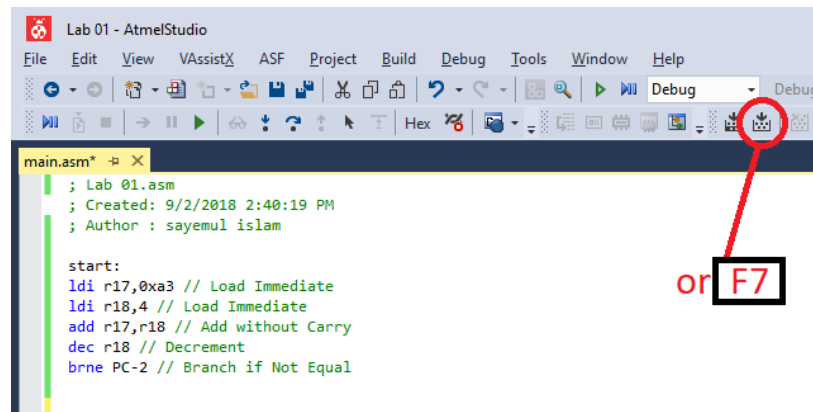 Lab 01 - AtmelStudio
File Edit View VAssistX ASF Project Build Debug Tools Window Help
Debug Debug
Hex
main.asm*
; Lab 01.asm
; Created: 9/2/2018 2:40:19 PM
; Author : sayemul islam
start:
ldi r17,0xa3 // Load Immediate
ldi r18,4 // Load Immediate
add r17,r18 // Add without Carry
dec r18 // Decrement
brne PC-2 // Branch if Not Equal
or F7